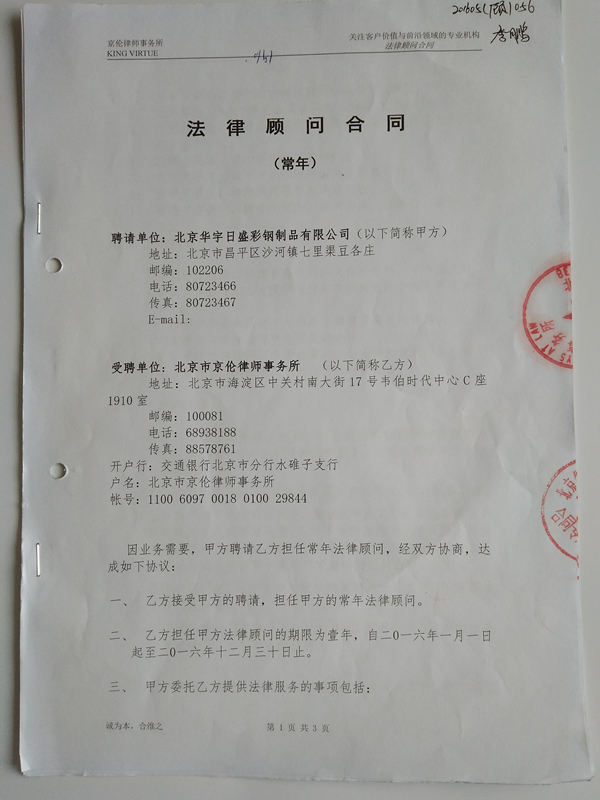 京伦律师事务所
KING VIRTUE
关注客户价值与前沿领域的专业机构
法律顾问合同
法律顾问合同
（常年）
聘请单位：北京华宇日盛彩钢制品有限公司（以下简称甲方）
地址：北京市昌平区沙河镇七里渠豆各庄
邮编：102206
电话：80723466
传真：80723467
E-mail:
受聘单位：北京市京伦律师事务所 （以下简称乙方）
地址：北京市海淀区中关村南大街 17 号韦伯时代中心 C 座
1910 室
邮编：100081
电话：68938188
传真：88578761
开户行：交通银行北京市分行水碓子支行
户名：北京市京伦律师事务所
帐号：1100 6097 0018 0100 29844
因业务需要，甲方聘请乙方担任常年法律顾问，经双方协商，达
成如下协议：
一、 乙方接受甲方的聘请，担任甲方的常年法律顾问。
二、 乙方担任甲方法律顾问的期限为壹年，自二0一六年一月一日
起至二0一六年十二月三十日止。
三、 甲方委托乙方提供法律服务的事项包括：
诚为本，合维之
第 1 页 共 3 页